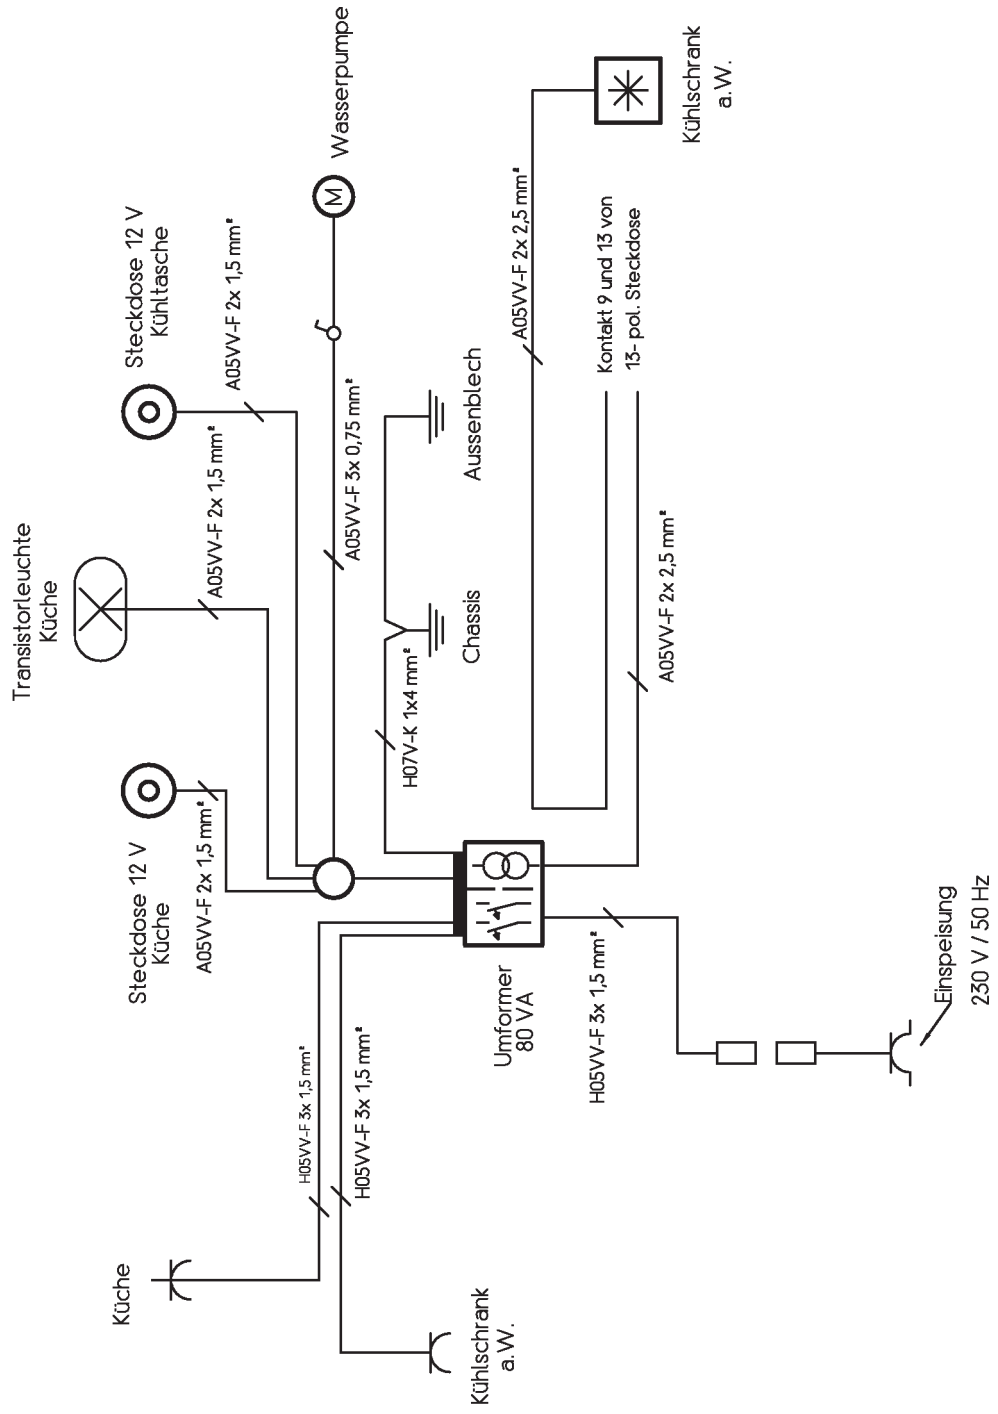 Transistorleuchte
Küche
Steckdose 12 V
Küche
A05VV-F 2x 1,5 mm²
A05VV-F 2x 1,5 mm²
Steckdose 12 V
Kühltasche
A05VV-F 2x 1,5 mm²
Küche
H05VV-F 3x 1,5 mm²
H05VV-F 3x 1,5 mm²
A05VV-F 3x 0,75 mm²
M
Wasserpumpe
H07V-K 1x4 mm²
Chassis
Aussenblech
Kühlschrank
a.W.
Umformer
80 VA
A05VV-F 2x 2,5 mm²
Kontakt 9 und 13 von
13- pol. Steckdose
Kühlschrank
a.W.
H05VV-F 3x 1,5 mm²
A05VV-F 2x 2,5 mm²
Einspeisung
230 V / 50 Hz